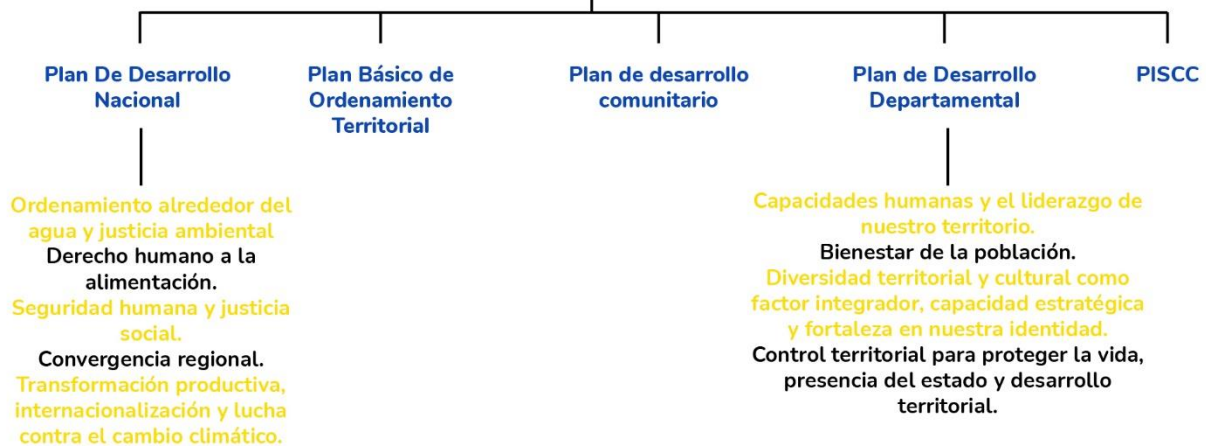 Plan De Desarrollo
Nacional
Plan Básico de
Ordenamiento
Territorial
Plan de desarrollo
comunitario
Plan de Desarrollo
Departamental
PISCC
Ordenamiento alrededor del
agua y justicia ambiental
Derecho humano a la
alimentación.
Seguridad humana y justicia
social.
Convergencia regional.
Transformación productiva,
internacionalización y lucha
contra el cambio climático.
Capacidades humanas y el liderazgo de
nuestro territorio.
Bienestar de la población.
Diversidad territorial y cultural como
factor integrador, capacidad estratégica
y fortaleza en nuestra identidad.
Control territorial para proteger la vida,
presencia del estado y desarrollo
territorial.